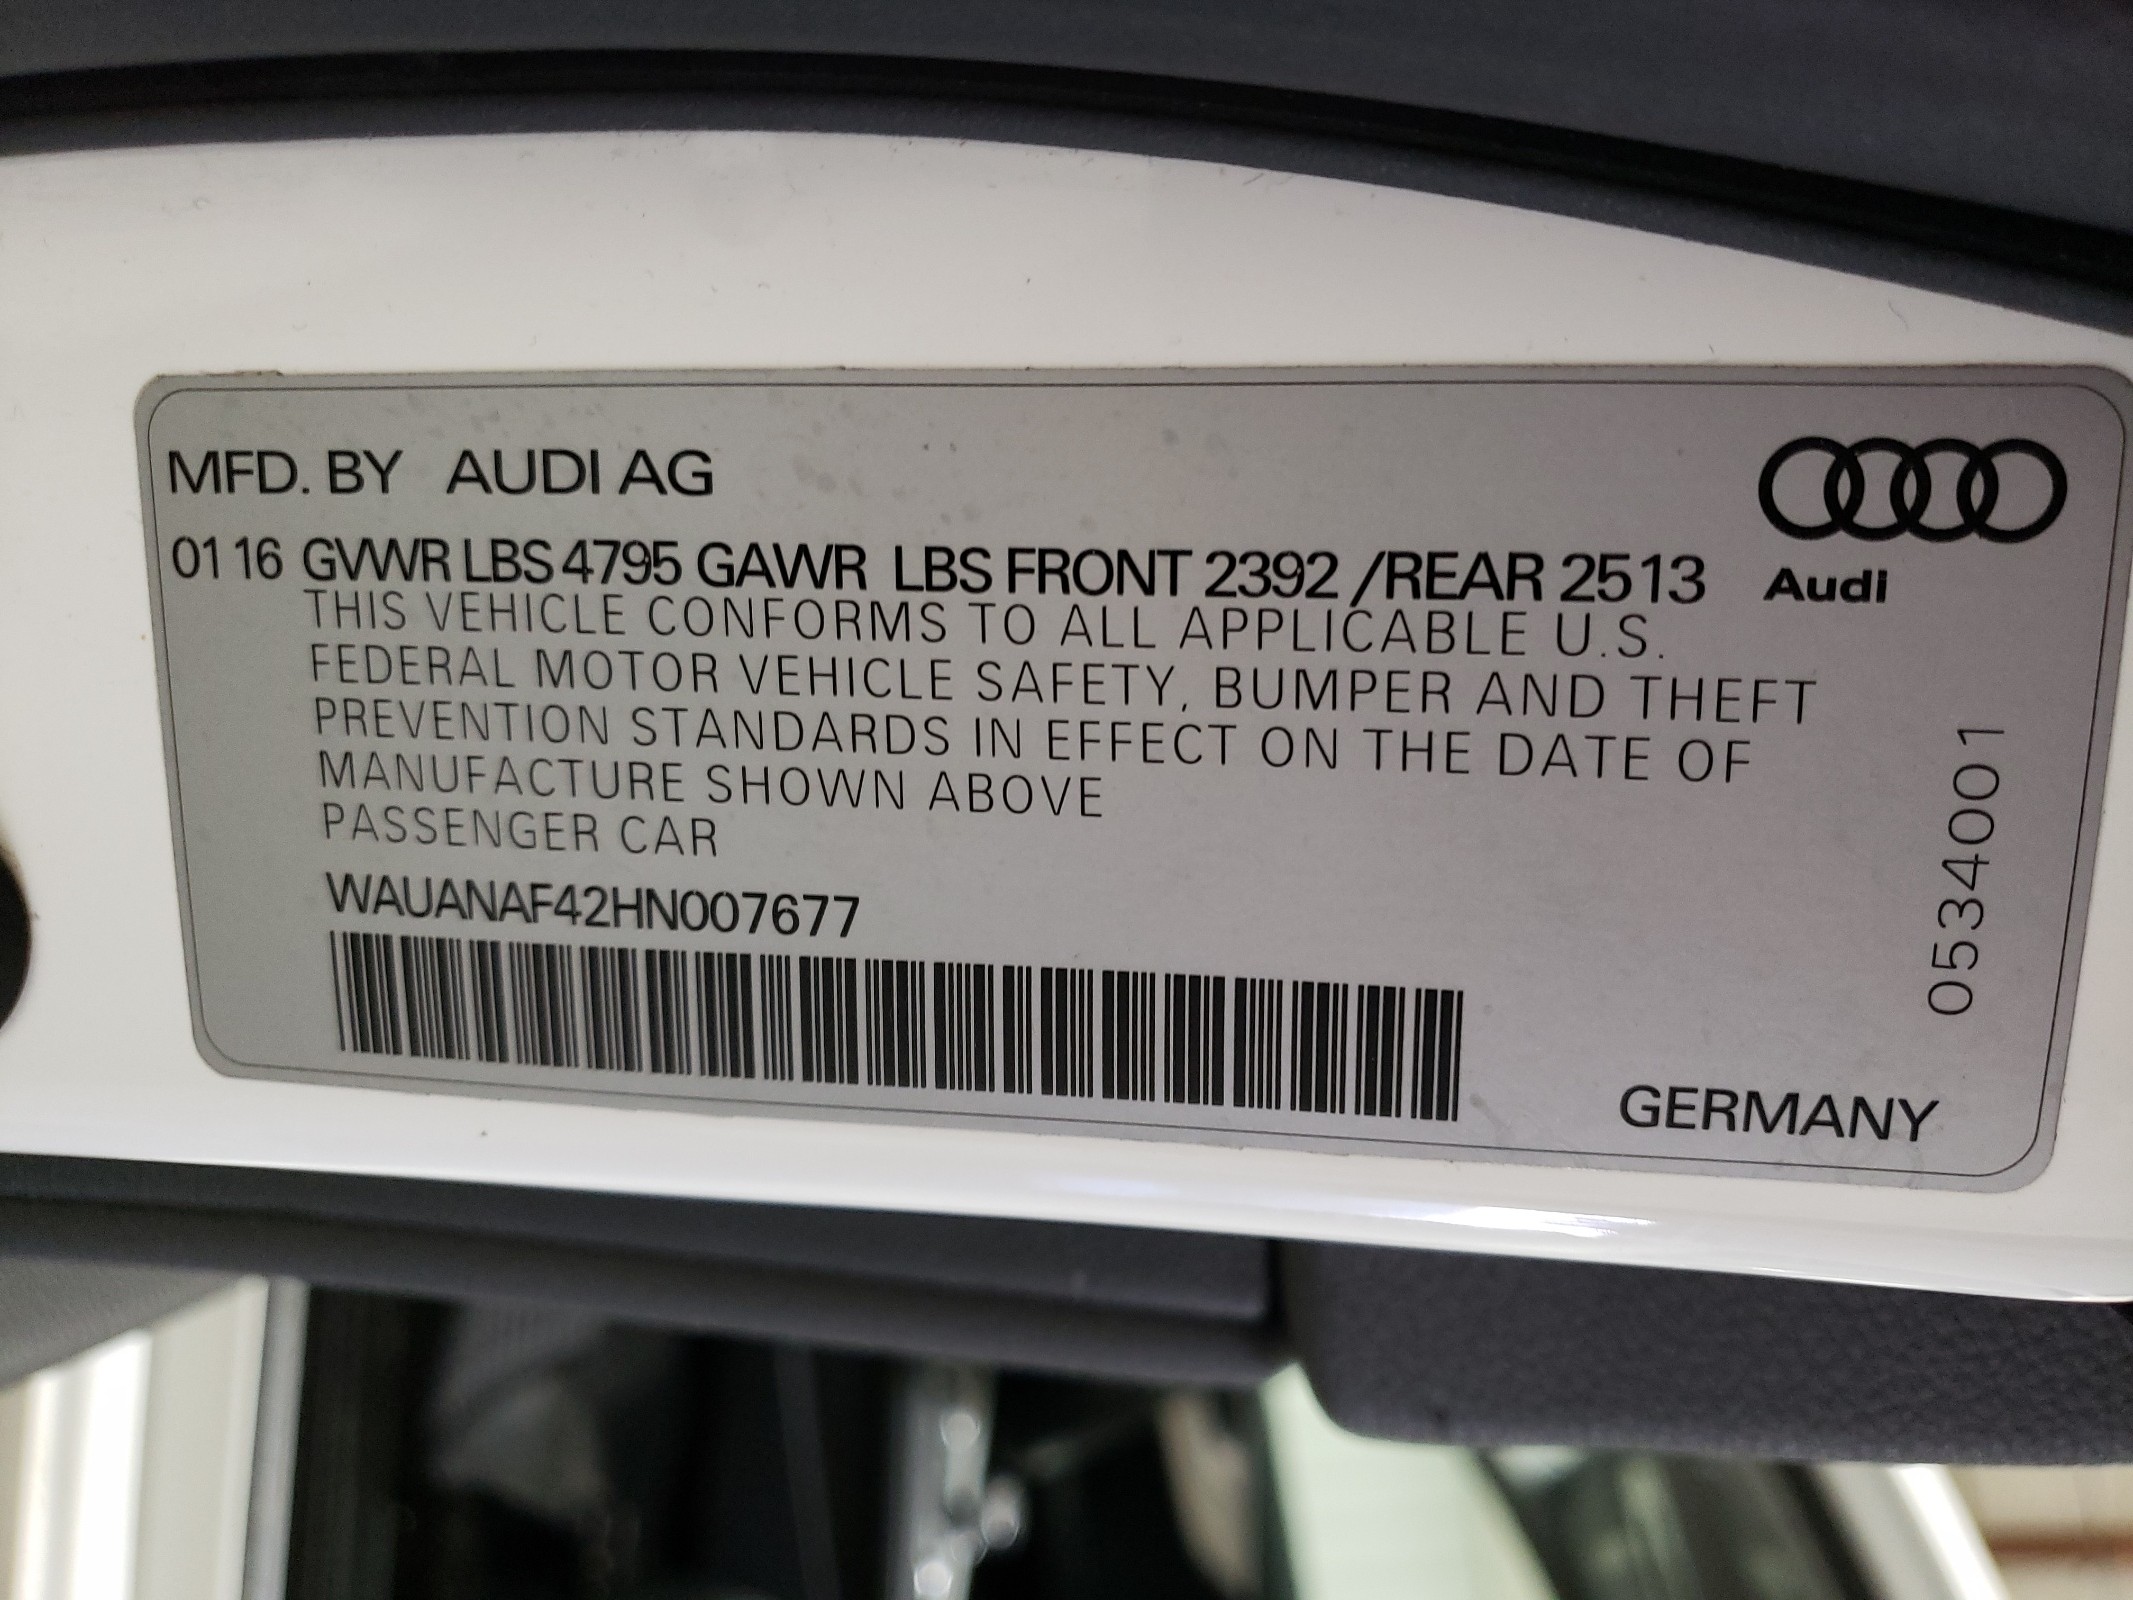 MFD. BY AUDI AG
01 16 GVWR LBS 4795 GAWR LBS FRONT 2392 /REAR 2513
Audi
THIS VEHICLE CONFORMS TO ALL APPLICABLE U.S.
FEDERAL MOTOR VEHICLE SAFETY, BUMPER AND THEFT
PREVENTION STANDARDS IN EFFECT ON THE DATE OF
MANUFACTURE SHOWN ABOVE
PASSENGER CAR
WAUANAF42HN007677
0534001
GERMANY